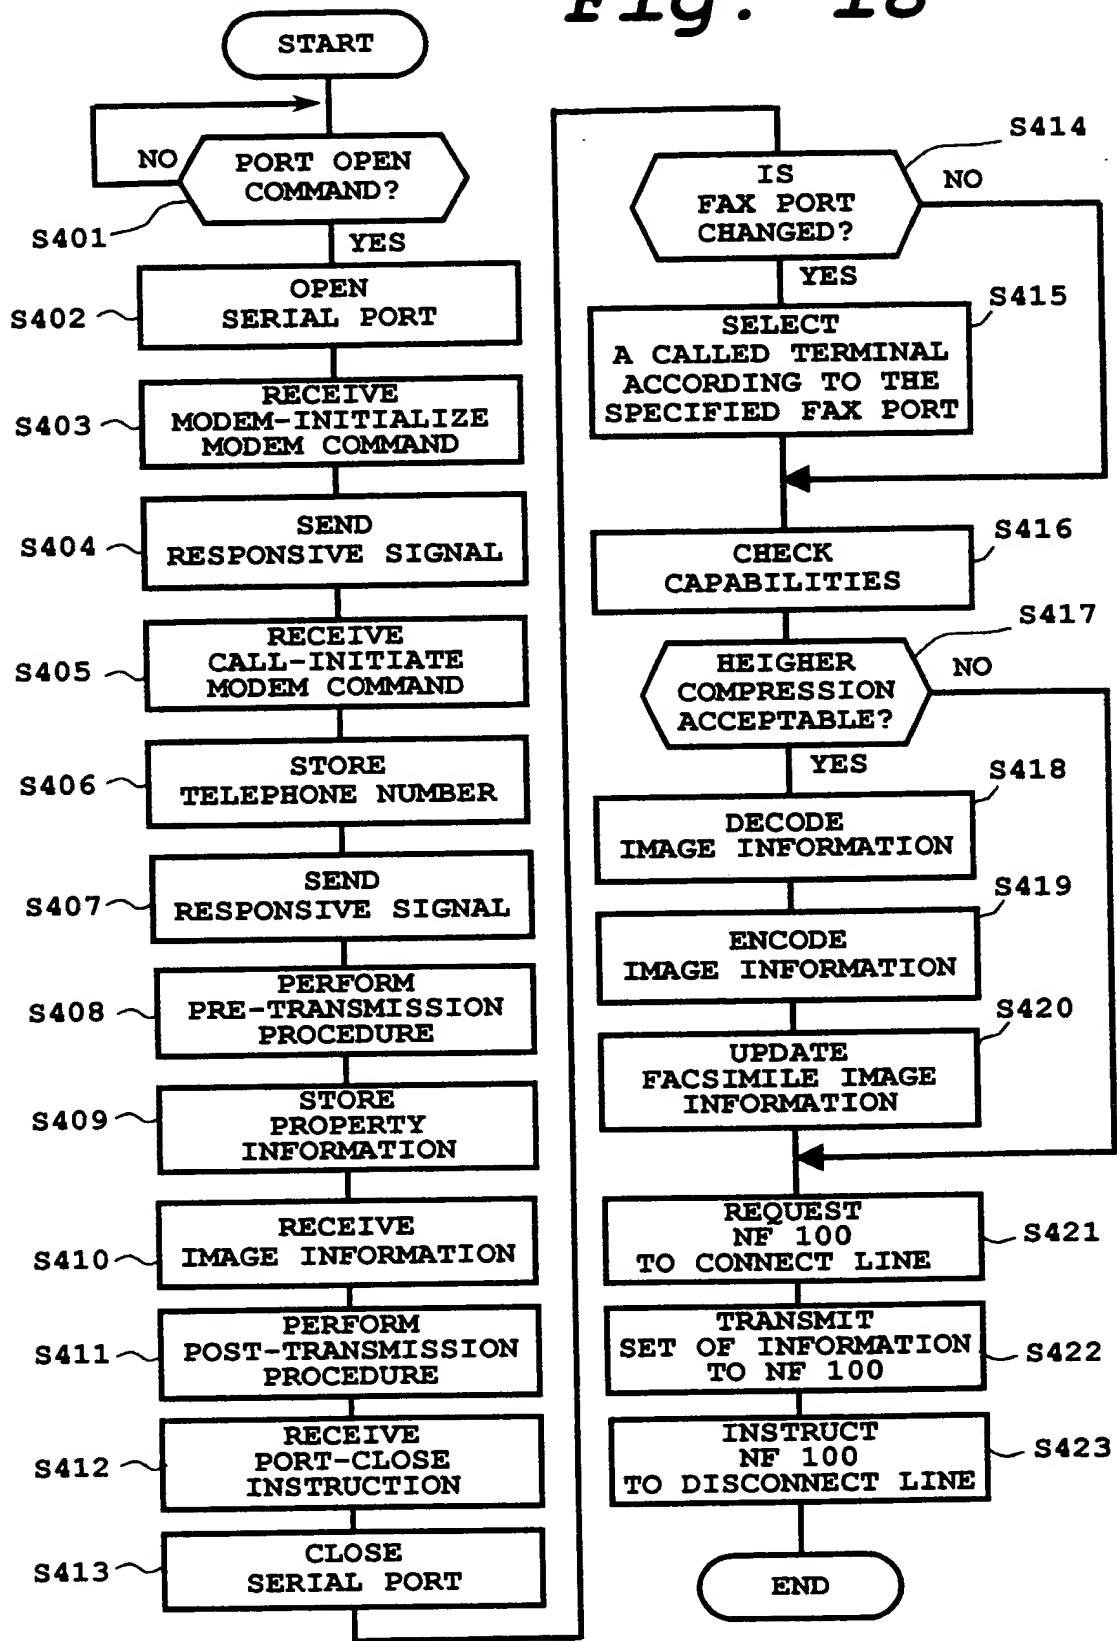 Fig. 18
START
NO
PORT OPEN
COMMAND?
S401
YES
OPEN
SERIAL PORT
S402
RECEIVE
MODEM-INITIALIZE
MODEM COMMAND
S403
SEND
RESPONSIVE SIGNAL
S404
RECEIVE
CALL-INITIATE
MODEM COMMAND
S405
STORE
TELEPHONE NUMBER
S406
SEND
RESPONSIVE SIGNAL
S407
PERFORM
PRE-TRANSMISSION
PROCEDURE
S408
STORE
PROPERTY
INFORMATION
S409
RECEIVE
IMAGE INFORMATION
S410
PERFORM
POST-TRANSMISSION
PROCEDURE
S411
RECEIVE
PORT-CLOSE
INSTRUCTION
S412
CLOSE
SERIAL PORT
S413
S414
IS
FAX PORT
CHANGED?
NO
YES
S415
SELECT
A CALLED TERMINAL
ACCORDING TO THE
SPECIFIED FAX PORT
S416
CHECK
CAPABILITIES
S417
HEIGHER
COMPRESSION
ACCEPTABLE?
NO
YES
S418
DECODE
IMAGE INFORMATION
S419
ENCODE
IMAGE INFORMATION
S420
UPDATE
FACSIMILE IMAGE
INFORMATION
REQUEST
NF 100
TO CONNECT LINE
S421
TRANSMIT
SET OF INFORMATION
TO NF 100
S422
INSTRUCT
NF 100
TO DISCONNECT LINE
S423
END